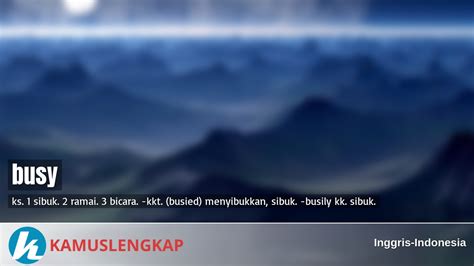 busy
ks. 1 sibuk. 2 ramai. 3 bicara. -kkt. (busied) menyibukkan, sibuk. -busily kk. sibuk.
KAMUSLENGKAP
Inggris-Indonesia